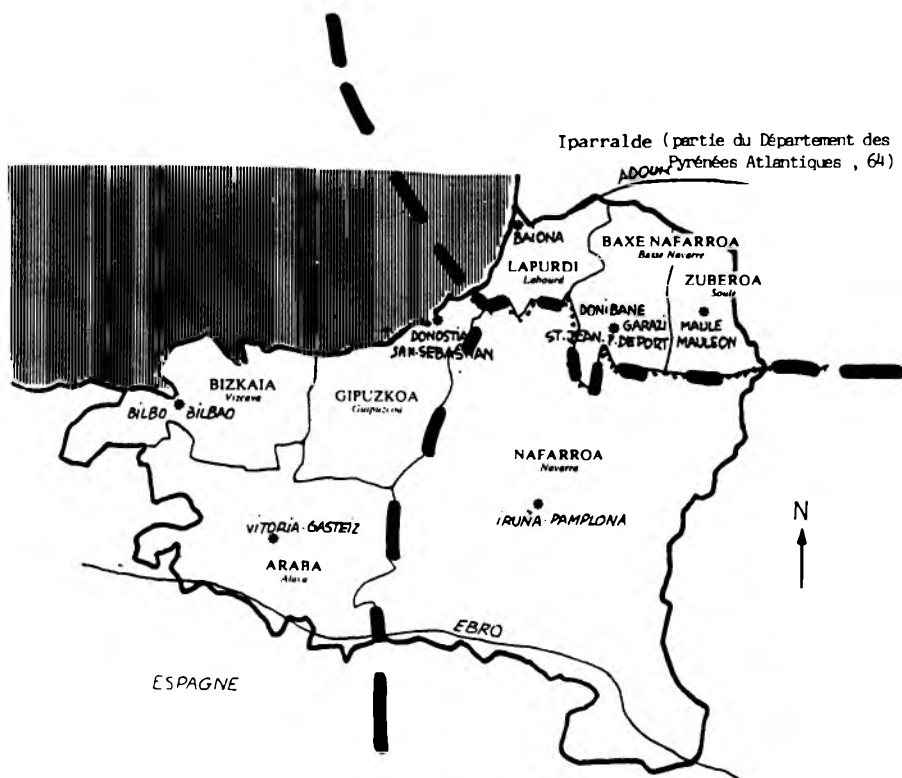 Iparralde (partie du Département des
Pyrénées Atlantiques , 64)
ADOUR
BAIONA
LAPURDI
Labourd
BAXE NAFARROA
Basse Navarre
ZUBEROA
Soule
DONIBANE
GARAZI
ST. JEAN. P.
DE PORT
MAULE
MAULEON
DONOSTIA
SAN-SEBASTIAN
BIZKAIA
Vizcaya
GIPUZKOA
Guipuzcoa
BILBO
BILBAO
NAFARROA
Navarra
IRUNA-PAMPLONA
VITORIA-GASTEIZ
ARABA
Alava
N
EBRO
ESPAGNE